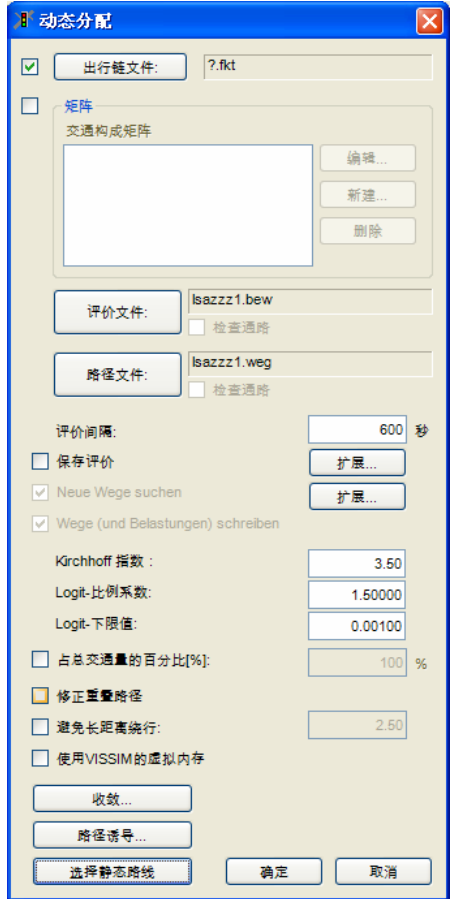 动态分配
出行链文件: ?.fkt
矩阵
交通构成矩阵
编辑...
新建...
删除
评价文件: lsazzz1.bew
检查通路
路径文件: lsazzz1.weg
检查通路
评价间隔: 600 秒
保存评价 扩展...
Neue Wege suchen 扩展...
Wege (und Belastungen) schreiben
Kirchhoff 指数 : 3.50
Logit-比例系数: 1.50000
Logit-下限值: 0.00100
占总交通量的百分比[%]: 100 %
修正重叠路径
避免长距离绕行: 2.50
使用VISSIM的虚拟内存
收敛...
路径诱导...
选择静态路线 确定 取消